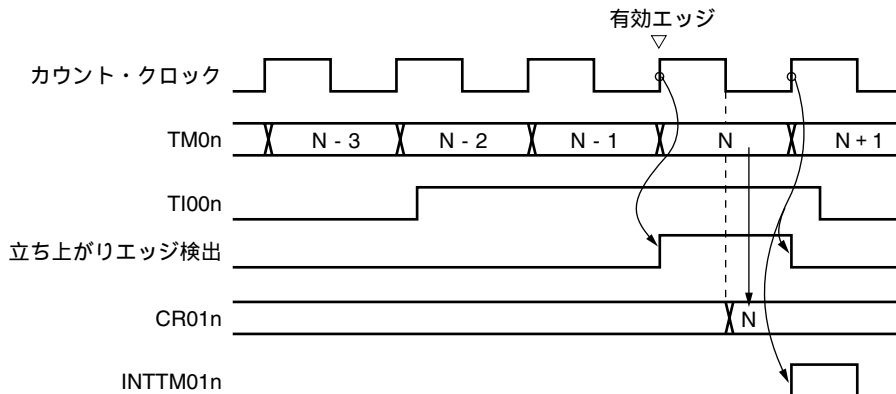 有効エッジ
カウント・クロック
TM0n N - 3 N - 2 N - 1 N N + 1
TI00n
立ち上がりエッジ検出
CR01n N
INTTM01n